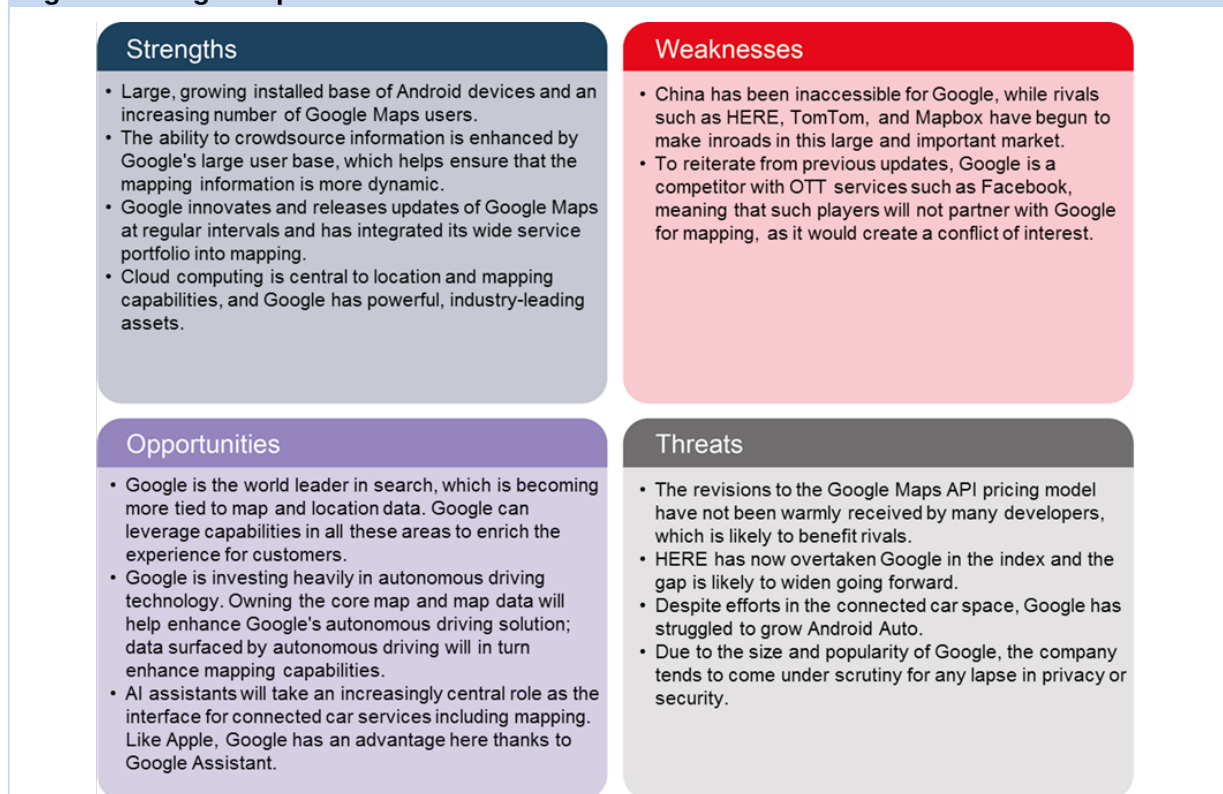 Strengths
• Large, growing installed base of Android devices and an
increasing number of Google Maps users.
• The ability to crowdsource information is enhanced by
Google's large user base, which helps ensure that the
mapping information is more dynamic.
• Google innovates and releases updates of Google Maps
at regular intervals and has integrated its wide service
portfolio into mapping.
• Cloud computing is central to location and mapping
capabilities, and Google has powerful, industry-leading
assets.
Weaknesses
• China has been inaccessible for Google, while rivals
such as HERE, TomTom, and Mapbox have begun to
make inroads in this large and important market.
• To reiterate from previous updates, Google is a
competitor with OTT services such as Facebook,
meaning that such players will not partner with Google
for mapping, as it would create a conflict of interest.
Opportunities
• Google is the world leader in search, which is becoming
more tied to map and location data. Google can
leverage capabilities in all these areas to enrich the
experience for customers.
• Google is investing heavily in autonomous driving
technology. Owning the core map and map data will
help enhance Google's autonomous driving solution;
data surfaced by autonomous driving will in turn
enhance mapping capabilities.
• AI assistants will take an increasingly central role as the
interface for connected car services including mapping.
Like Apple, Google has an advantage here thanks to
Google Assistant.
Threats
• The revisions to the Google Maps API pricing model
have not been warmly received by many developers,
which is likely to benefit rivals.
• HERE has now overtaken Google in the index and the
gap is likely to widen going forward.
• Despite efforts in the connected car space, Google has
struggled to grow Android Auto.
• Due to the size and popularity of Google, the company
tends to come under scrutiny for any lapse in privacy or
security.